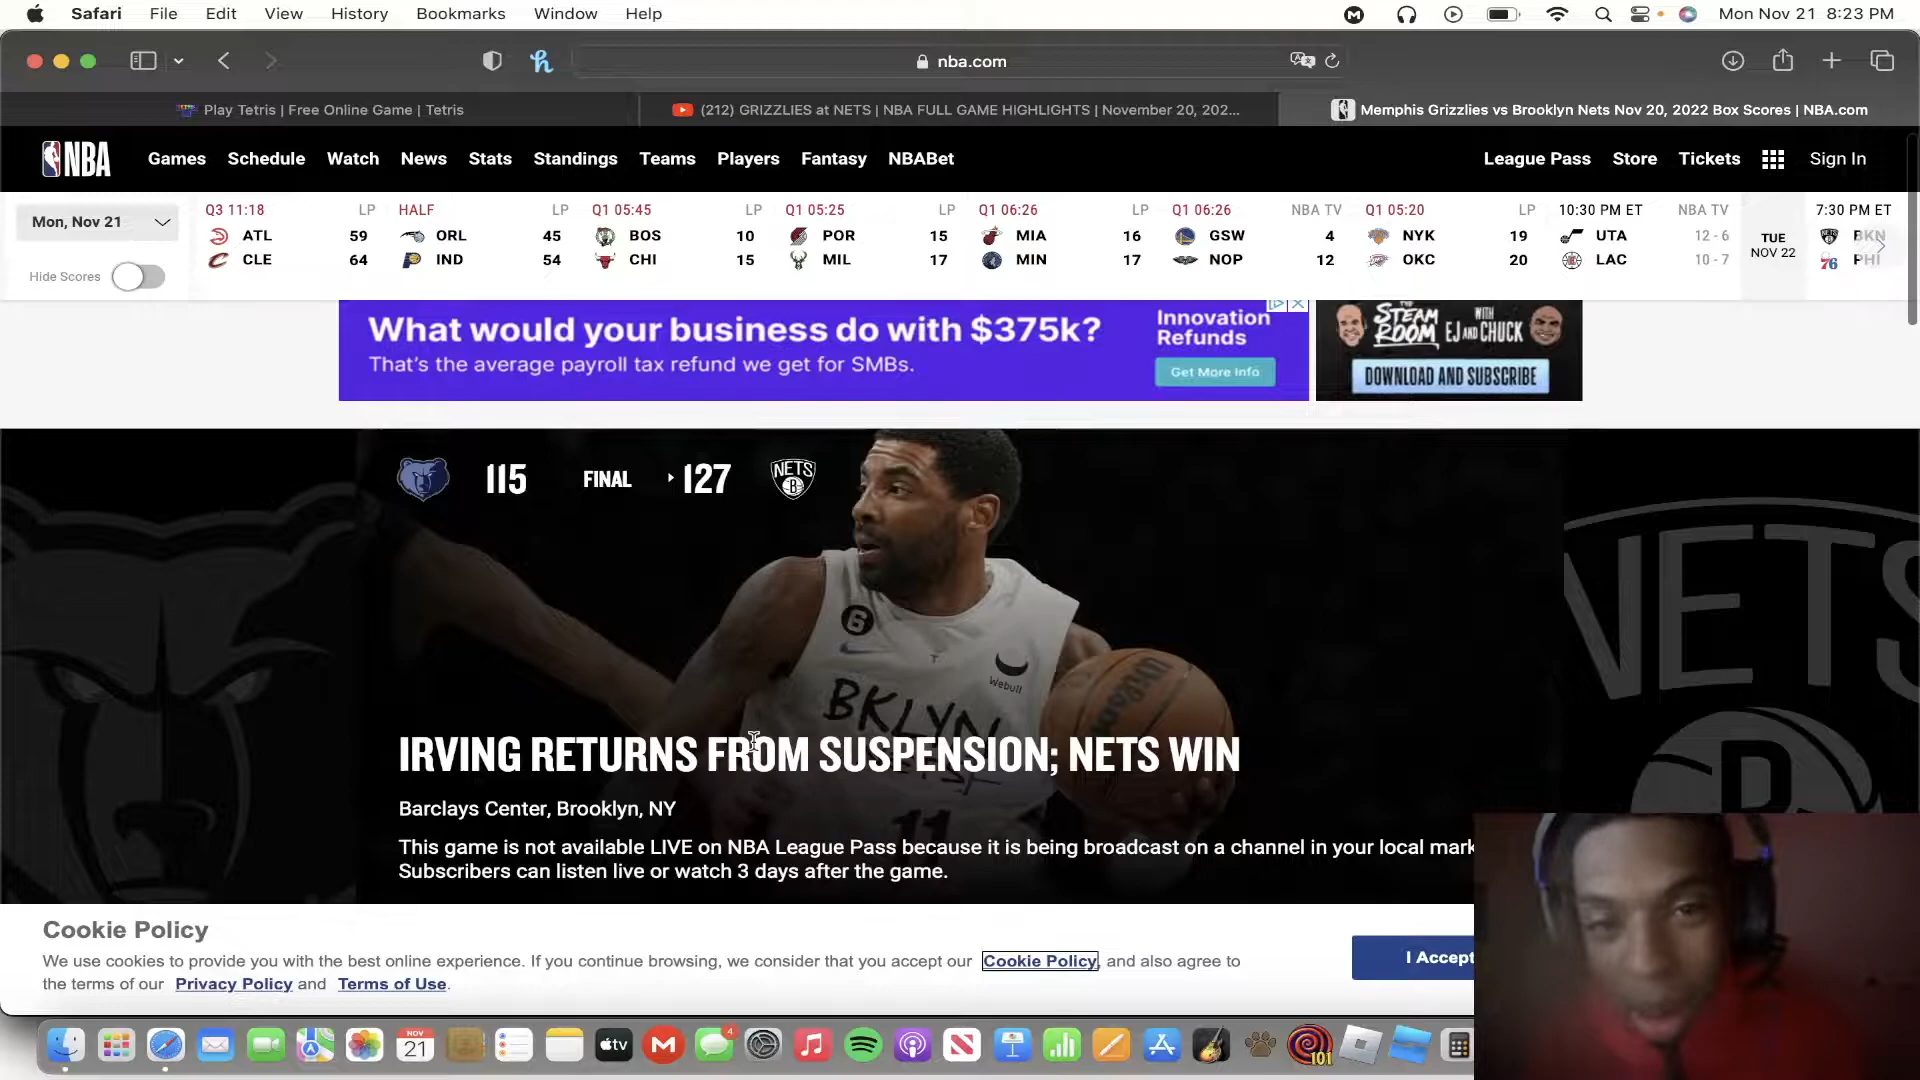 Safari File Edit View History Bookmarks Window Help Mon Nov 21 8:23 PM
nba.com
Play Tetris | Free Online Game | Tetris (212) GRIZZLIES at NETS | NBA FULL GAME HIGHLIGHTS | November 20, 202... Memphis Grizzlies vs Brooklyn Nets Nov 20, 2022 Box Scores | NBA.com
NBA Games Schedule Watch News Stats Standings Teams Players Fantasy NBABet League Pass Store Tickets Sign In
Mon, Nov 21
Hide Scores
Q3 11:18 LP
ATL 59
CLE 64
HALF LP
ORL 45
IND 54
Q1 05:45 LP
BOS 10
CHI 15
Q1 05:25 LP
POR 15
MIL 17
Q1 06:26 LP
MIA 16
MIN 17
Q1 06:26 NBA TV
GSW 4
NOP 12
Q1 05:20 LP
NYK 19
OKC 20
10:30 PM ET NBA TV
UTA 12 - 6
LAC 10 - 7
TUE
NOV 22
7:30 PM ET
BKN
PHI
What would your business do with $375k?
That's the average payroll tax refund we get for SMBs.
Innovation
Refunds
Get More Info
THE
STEAM
ROOM
WITH
EJ AND CHUCK
DOWNLOAD AND SUBSCRIBE
115 FINAL 127 NETS
B
6
Webull
BKLYN
11
NETS
IRVING RETURNS FROM SUSPENSION; NETS WIN
Barclays Center, Brooklyn, NY
This game is not available LIVE on NBA League Pass because it is being broadcast on a channel in your local mark
Subscribers can listen live or watch 3 days after the game.
Cookie Policy
We use cookies to provide you with the best online experience. If you continue browsing, we consider that you accept our Cookie Policy, and also agree to
the terms of our Privacy Policy and Terms of Use.
I Accept
NOV
21
tv
4
101